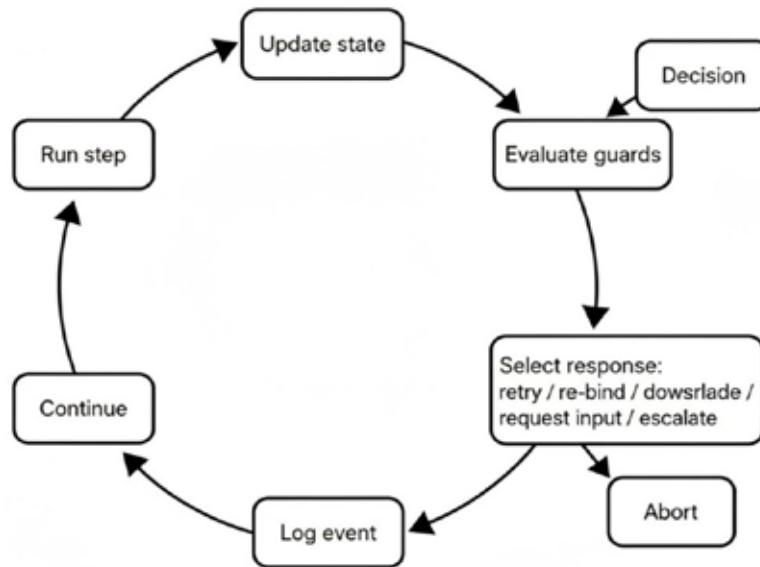 Update state
Decision
Evaluate guards
Run step
Select response:
retry / re-bind / dowsrlade /
request input / escalate
Continue
Log event
Abort